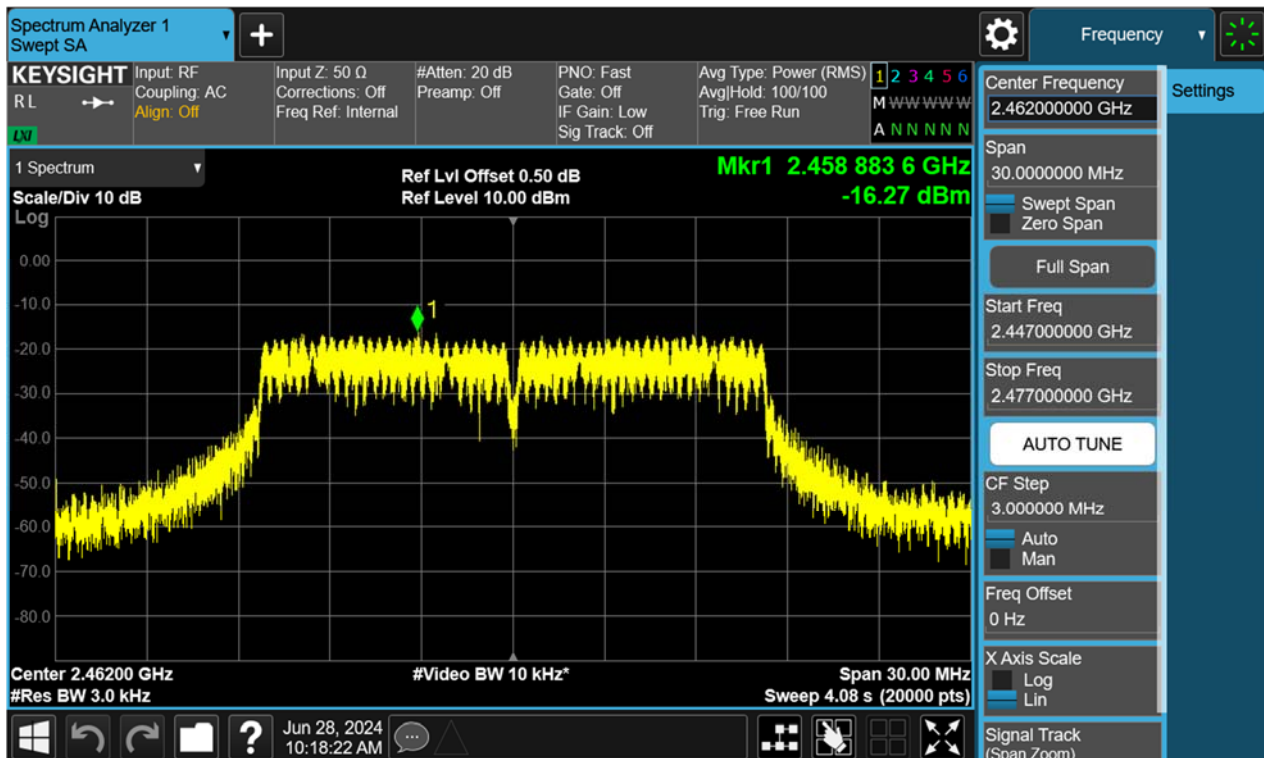 Spectrum Analyzer 1
Swept SA
+
Frequency
KEYSIGHT
RL
LXI
Input: RF
Coupling: AC
Align: Off
Input Z: 50 Ω
Corrections: Off
Freq Ref: Internal
#Atten: 20 dB
Preamp: Off
PNO: Fast
Gate: Off
IF Gain: Low
Sig Track: Off
Avg Type: Power (RMS)
Avg|Hold: 100/100
Trig: Free Run
1 2 3 4 5 6
M W W W W W
A N N N N N
1 Spectrum
Scale/Div 10 dB
Log
Ref Lvl Offset 0.50 dB
Ref Level 10.00 dBm
Mkr1 2.458 883 6 GHz
-16.27 dBm
1
0.00
-10.0
-20.0
-30.0
-40.0
-50.0
-60.0
-70.0
-80.0
Center 2.46200 GHz
#Res BW 3.0 kHz
#Video BW 10 kHz*
Span 30.00 MHz
Sweep 4.08 s (20000 pts)
?
Jun 28, 2024
10:18:22 AM
Center Frequency
2.462000000 GHz
Settings
Span
30.0000000 MHz
Swept Span
Zero Span
Full Span
Start Freq
2.447000000 GHz
Stop Freq
2.477000000 GHz
AUTO TUNE
CF Step
3.000000 MHz
Auto
Man
Freq Offset
0 Hz
X Axis Scale
Log
Lin
Signal Track
(Span Zoom)